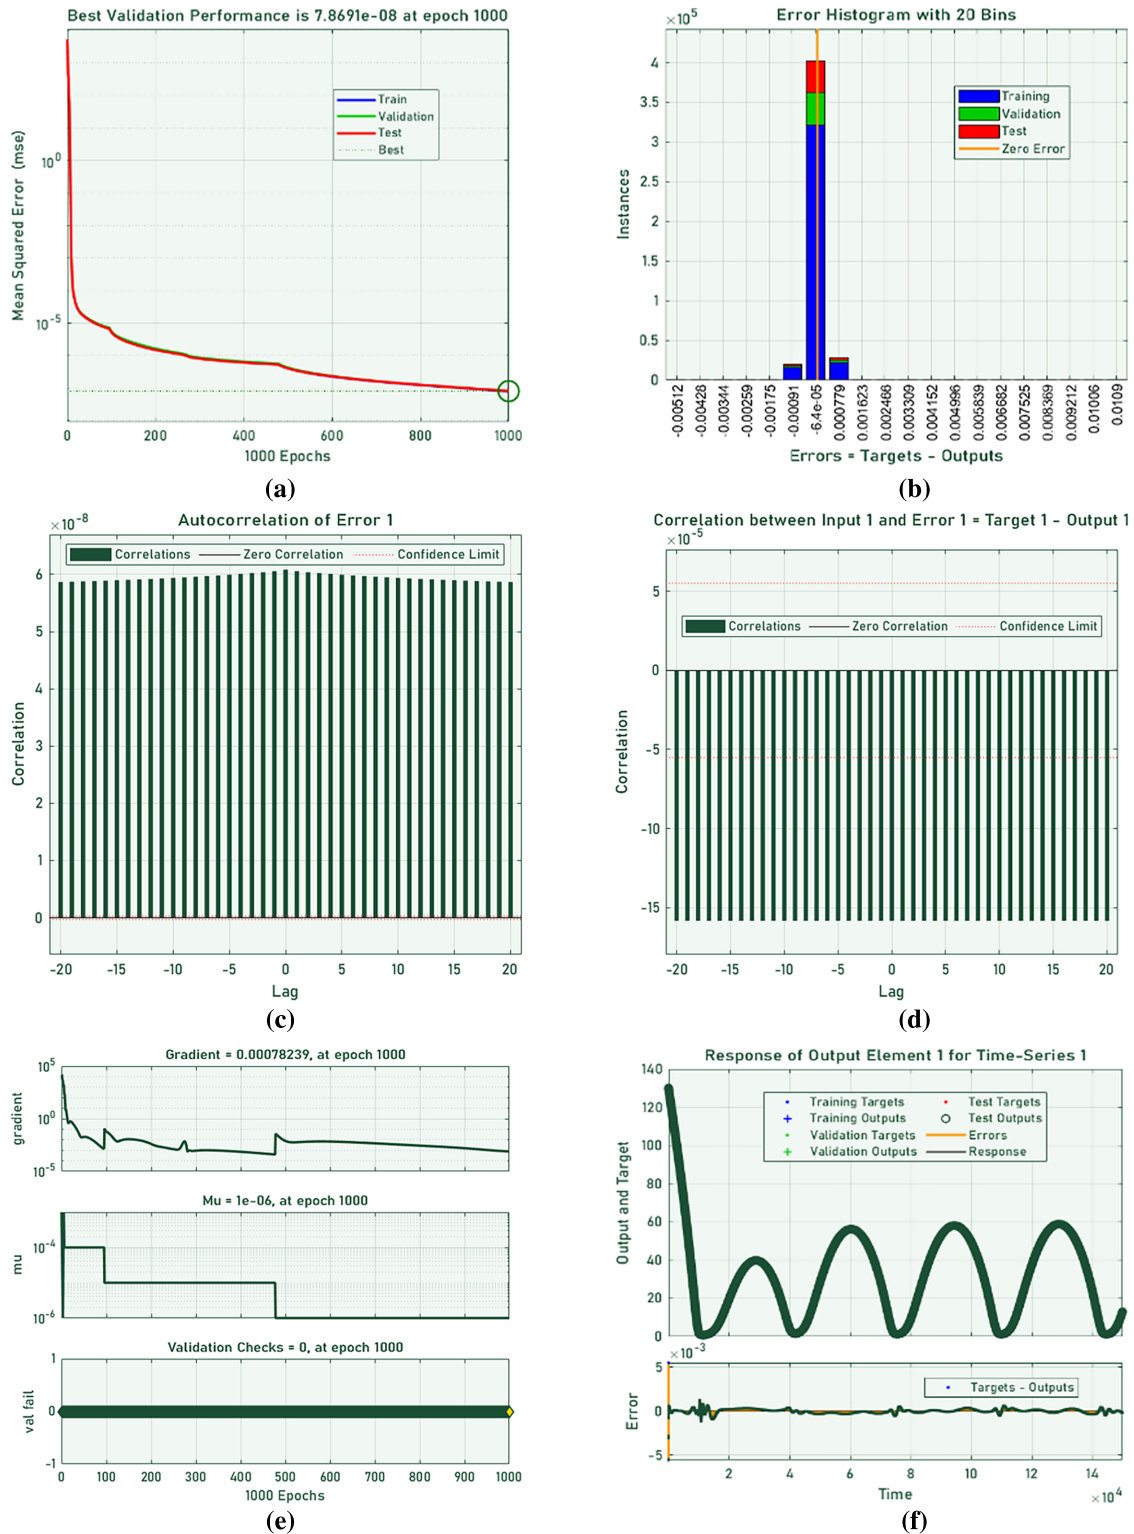 Best Validation Performance is 7.8691e-08 at epoch 1000
Mean Squared Error (mse)
10^0
10^-5
Train
Validation
Test
Best
0 200 400 600 800 1000
1000 Epochs
(a)
Error Histogram with 20 Bins
×10^5
Instances
4
3.5
3
2.5
2
1.5
1
0.5
0
Training
Validation
Test
Zero Error
-0.00512
-0.00428
-0.00344
-0.00259
-0.00175
-0.00091
-6.4e-05
0.000779
0.001623
0.002466
0.003309
0.004152
0.004996
0.005839
0.00682
0.007525
0.008369
0.009212
0.01006
0.0109
Errors = Targets - Outputs
(b)
Autocorrelation of Error 1
×10^-8
Correlations Zero Correlation Confidence Limit
Correlation
6
5
4
3
2
1
0
-20 -15 -10 -5 0 5 10 15 20
Lag
(c)
Correlation between Input 1 and Error 1 = Target 1 - Output 1
×10^-5
Correlations Zero Correlation Confidence Limit
Correlation
5
0
-5
-10
-15
-20 -15 -10 -5 0 5 10 15 20
Lag
(d)
Gradient = 0.00078239, at epoch 1000
gradient
10^5
10^0
10^-5
Mu = 1e-06, at epoch 1000
mu
10^-4
10^-6
Validation Checks = 0, at epoch 1000
val fail
1
0
-1
0 100 200 300 400 500 600 700 800 900 1000
1000 Epochs
(e)
Response of Output Element 1 for Time-Series 1
Output and Target
140
120
100
80
60
40
20
0
Training Targets Test Targets
Training Outputs Test Outputs
Validation Targets Errors
Validation Outputs Response
×10^-3
Error
5
0
-5
Targets - Outputs
2 4 6 8 10 12 14
Time
×10^4
(f)